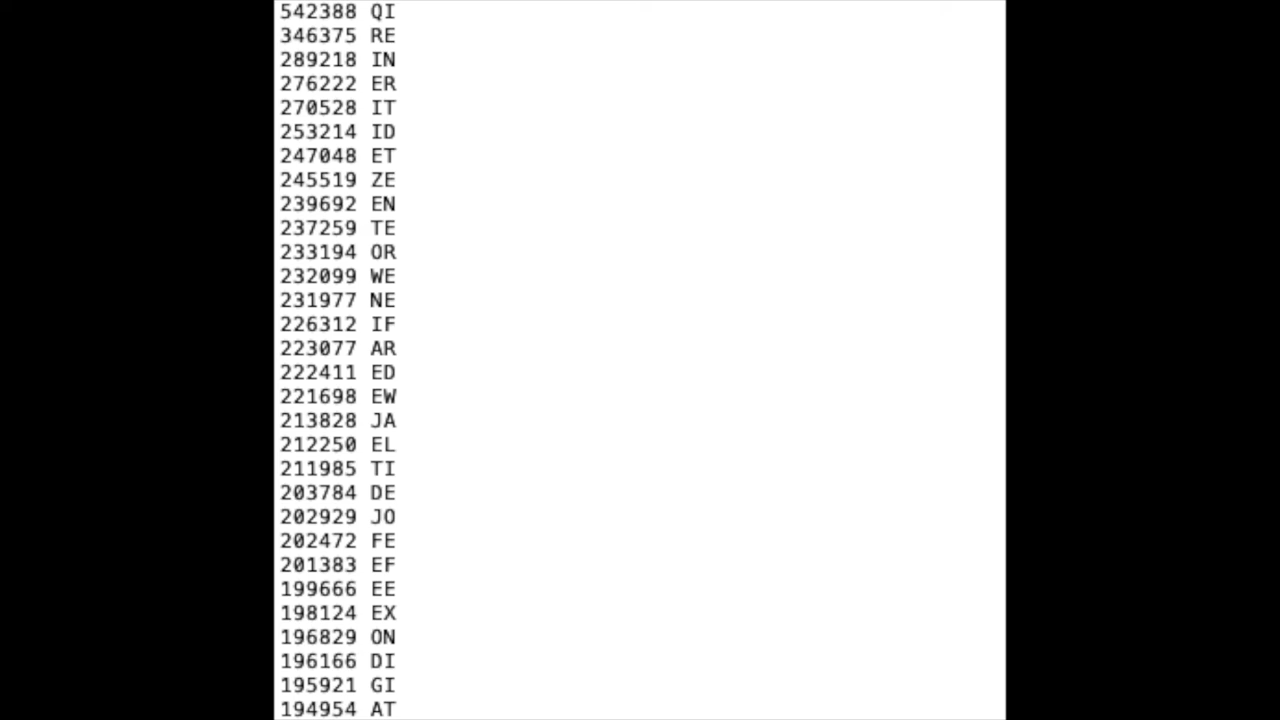 542388 QI
346375 RE
289218 IN
276222 ER
270528 IT
253214 ID
247048 ET
245519 ZE
239692 EN
237259 TE
233194 OR
232099 WE
231977 NE
226312 IF
223077 AR
222411 ED
221698 EW
213828 JA
212250 EL
211985 TI
203784 DE
202929 JO
202472 FE
201383 EF
199666 EE
198124 EX
196829 ON
196166 DI
195921 GI
194954 AT